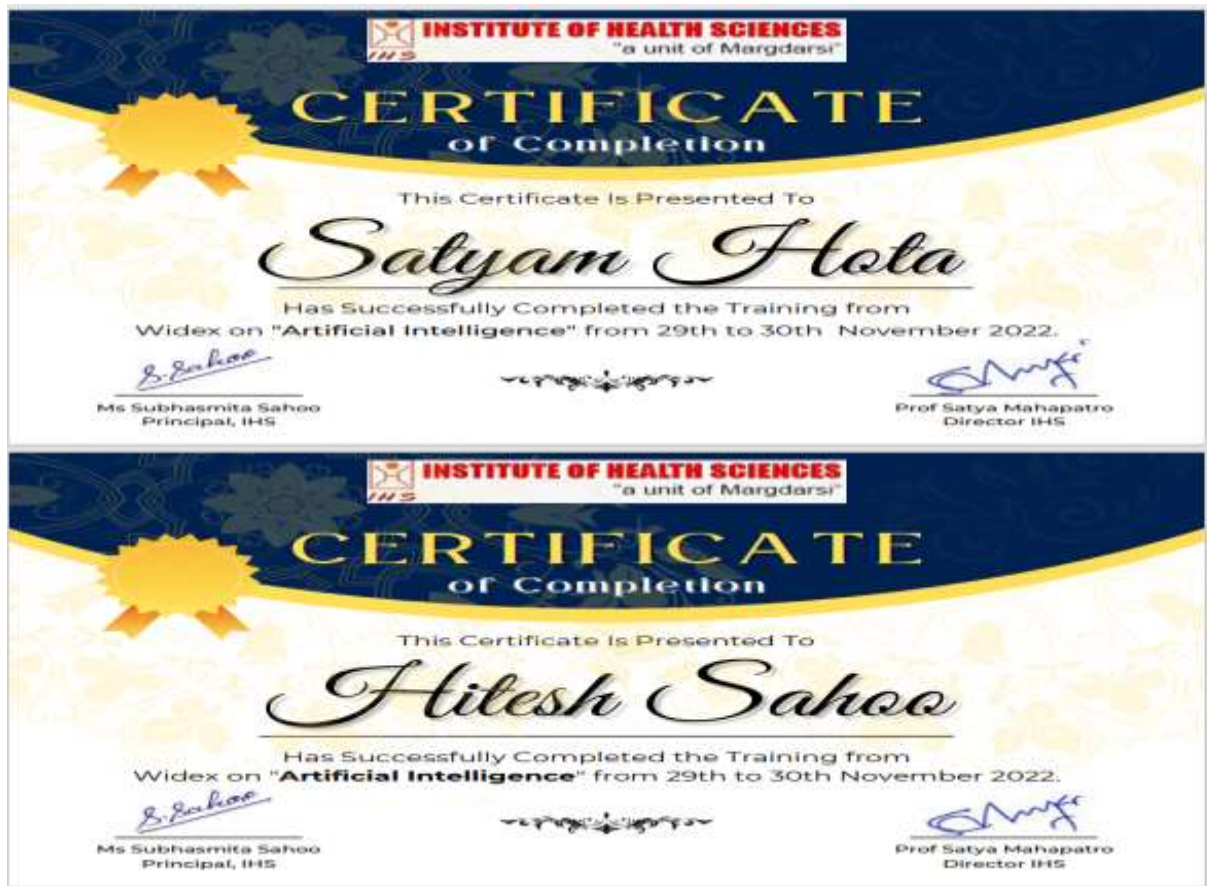 INSTITUTE OF HEALTH SCIENCES
"a unit of Margdarsi"
IHS
CERTIFICATE
of Completion
This Certificate Is Presented To
Satyam Hota
Has Successfully Completed the Training from
Widex on "Artificial Intelligence" from 29th to 30th November 2022.
S. Sahoo
Ms Subhasmita Sahoo
Principal, IHS
Prof Satya Mahapatro
Director IHS
INSTITUTE OF HEALTH SCIENCES
"a unit of Margdarsi"
IHS
CERTIFICATE
of Completion
This Certificate Is Presented To
Hitesh Sahoo
Has Successfully Completed the Training from
Widex on "Artificial Intelligence" from 29th to 30th November 2022.
S. Sahoo
Ms Subhasmita Sahoo
Principal, IHS
Prof Satya Mahapatro
Director IHS